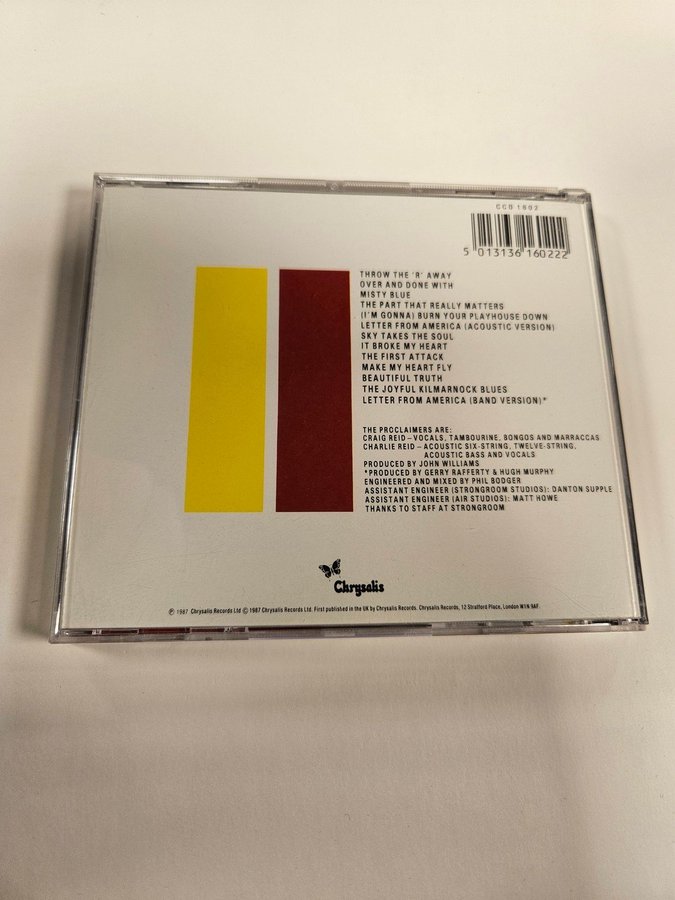 CCD 1602
5 013136 160222
THROW THE 'R' AWAY
OVER AND DONE WITH
MISTY BLUE
THE PART THAT REALLY MATTERS
(I'M GONNA) BURN YOUR PLAYHOUSE DOWN
LETTER FROM AMERICA (ACOUSTIC VERSION)
SKY TAKES THE SOUL
IT BROKE MY HEART
THE FIRST ATTACK
MAKE MY HEART FLY
BEAUTIFUL TRUTH
THE JOYFUL KILMARNOCK BLUES
LETTER FROM AMERICA (BAND VERSION)*
THE PROCLAIMERS ARE:
CRAIG REID – VOCALS, TAMBOURINE, BONGOS AND MARRACCAS
CHARLIE REID – ACOUSTIC SIX-STRING, TWELVE-STRING,
ACOUSTIC BASS AND VOCALS
PRODUCED BY JOHN WILLIAMS
*PRODUCED BY GERRY RAFFERTY & HUGH MURPHY
ENGINEERED AND MIXED BY PHIL BODGER
ASSISTANT ENGINEER (STRONGROOM STUDIOS): DANTON SUPPLE
ASSISTANT ENGINEER (AIR STUDIOS): MATT HOWE
THANKS TO STAFF AT STRONGROOM
Chrysalis
℗ 1987 Chrysalis Records Ltd © 1987 Chrysalis Records Ltd. First published in the UK by Chrysalis Records. Chrysalis Records, 12 Stratford Place, London W1N 9AF.